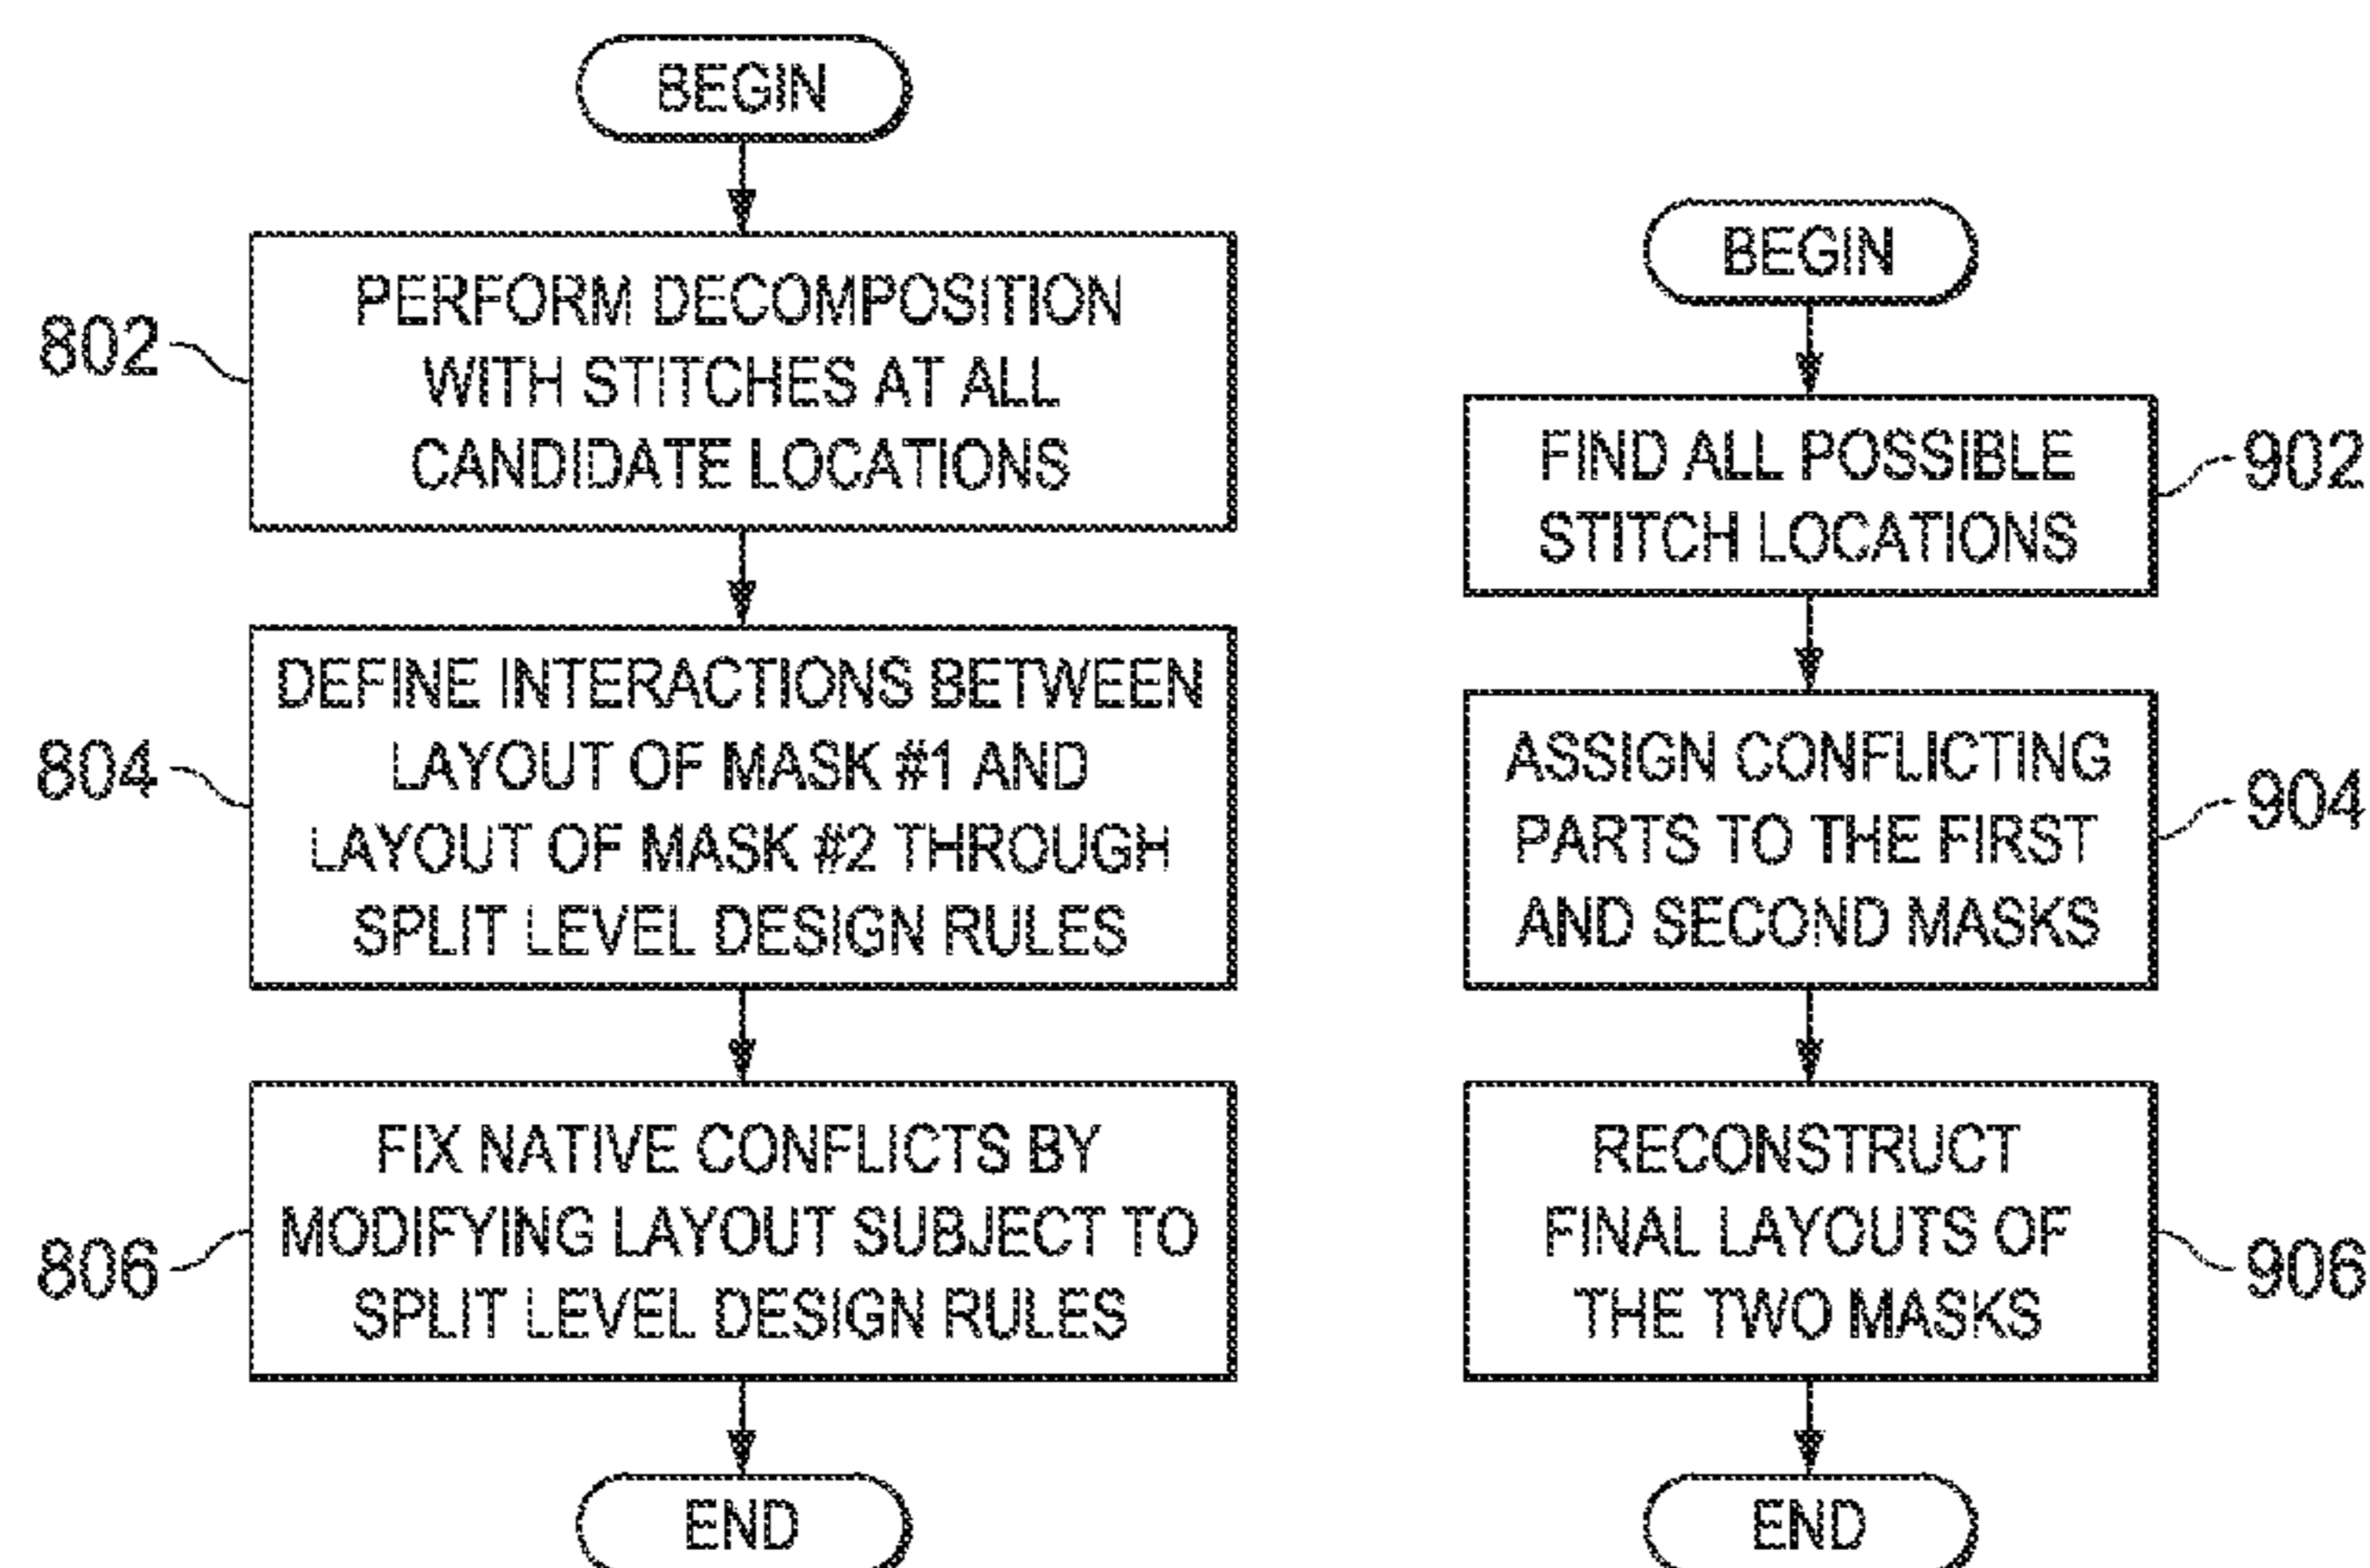 BEGIN
802
PERFORM DECOMPOSITION
WITH STITCHES AT ALL
CANDIDATE LOCATIONS
804
DEFINE INTERACTIONS BETWEEN
LAYOUT OF MASK #1 AND
LAYOUT OF MASK #2 THROUGH
SPLIT LEVEL DESIGN RULES
806
FIX NATIVE CONFLICTS BY
MODIFYING LAYOUT SUBJECT TO
SPLIT LEVEL DESIGN RULES
END
BEGIN
FIND ALL POSSIBLE
STITCH LOCATIONS
902
ASSIGN CONFLICTING
PARTS TO THE FIRST
AND SECOND MASKS
904
RECONSTRUCT
FINAL LAYOUTS OF
THE TWO MASKS
906
END